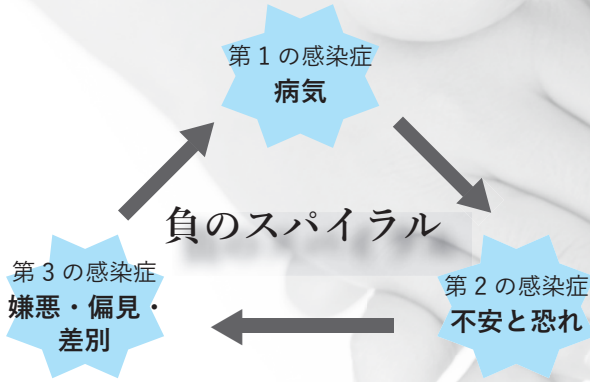 第1の感染症
病気
負のスパイラル
第3の感染症
嫌悪・偏見・
差別
第2の感染症
不安と恐れ